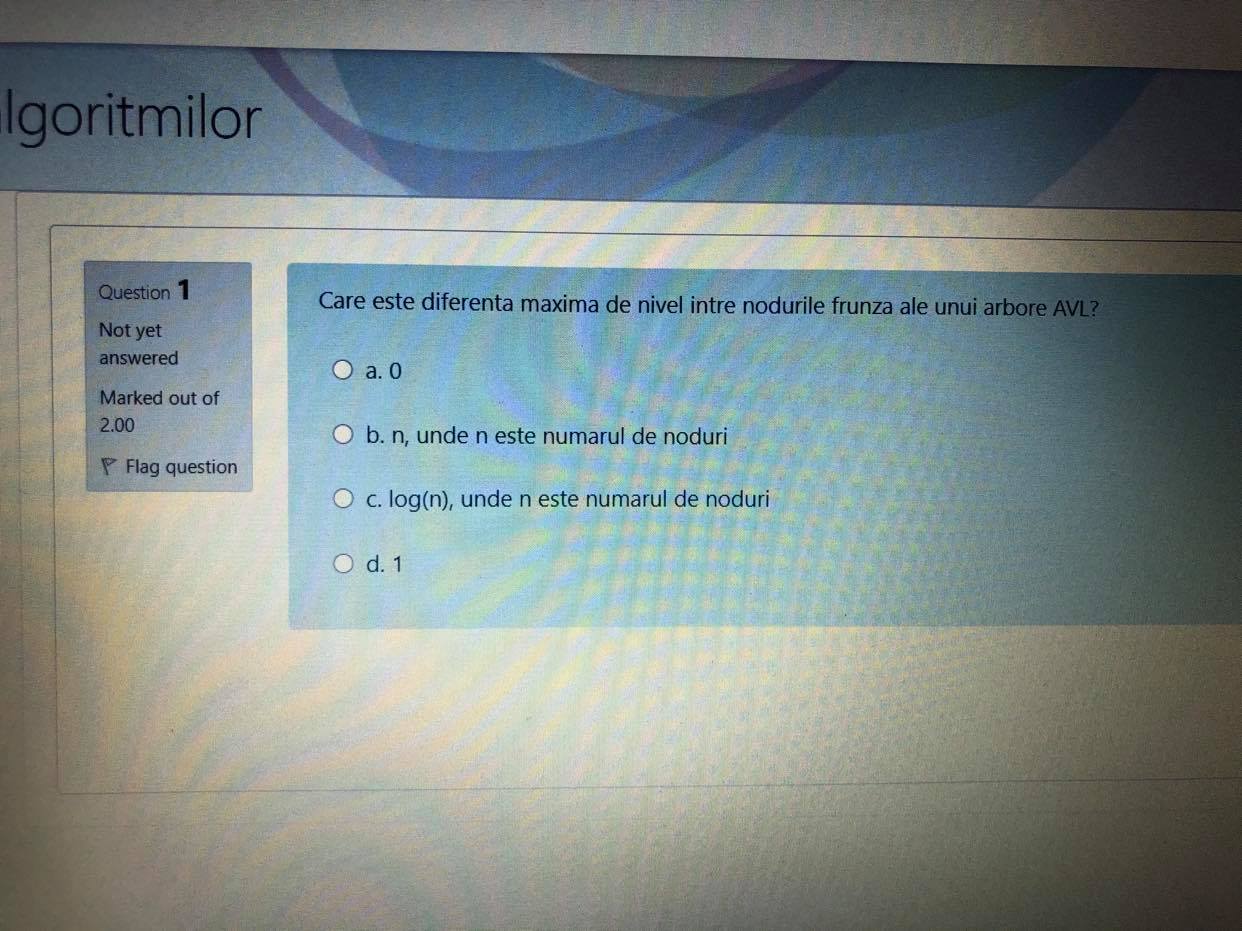 lgoritmilor
Question 1
Not yet
answered
Marked out of
2.00
Flag question
Care este diferenta maxima de nivel intre nodurile frunza ale unui arbore AVL?
a. 0
b. n, unde n este numarul de noduri
c. log(n), unde n este numarul de noduri
d. 1